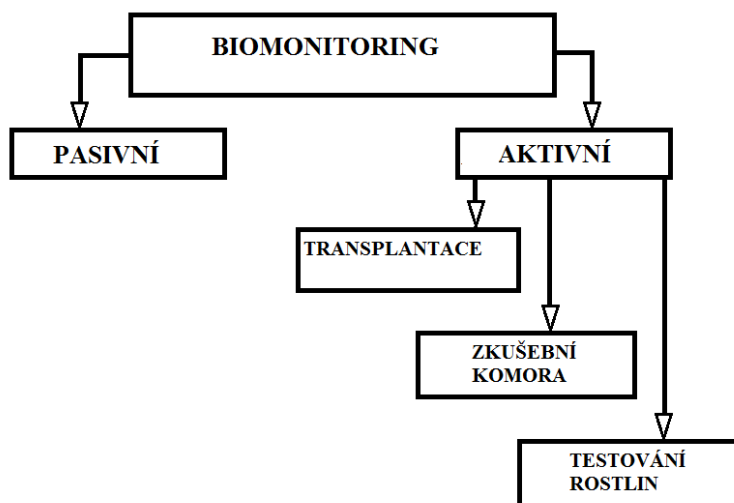 BIOMONITORING
PASIVNÍ
AKTIVNÍ
TRANSPLANTACE
ZKUŠEBNÍ
KOMORA
TESTOVÁNÍ
ROSTLIN